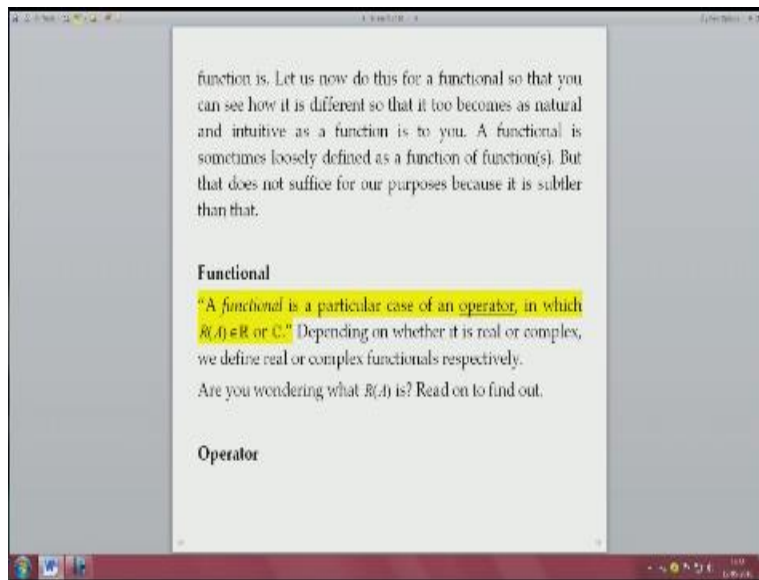 function is. Let us now do this for a functional so that you
can see how it is different so that it too becomes as natural
and intuitive as a function is to you. A functional is
sometimes loosely defined as a function of function(s). But
that does not suffice for our purposes because it is subtler
than that.
Functional
“A functional is a particular case of an operator, in which
R(A)∈ℝ or ℂ.” Depending on whether it is real or complex,
we define real or complex functionals respectively.
Are you wondering what R(A) is? Read on to find out.
Operator